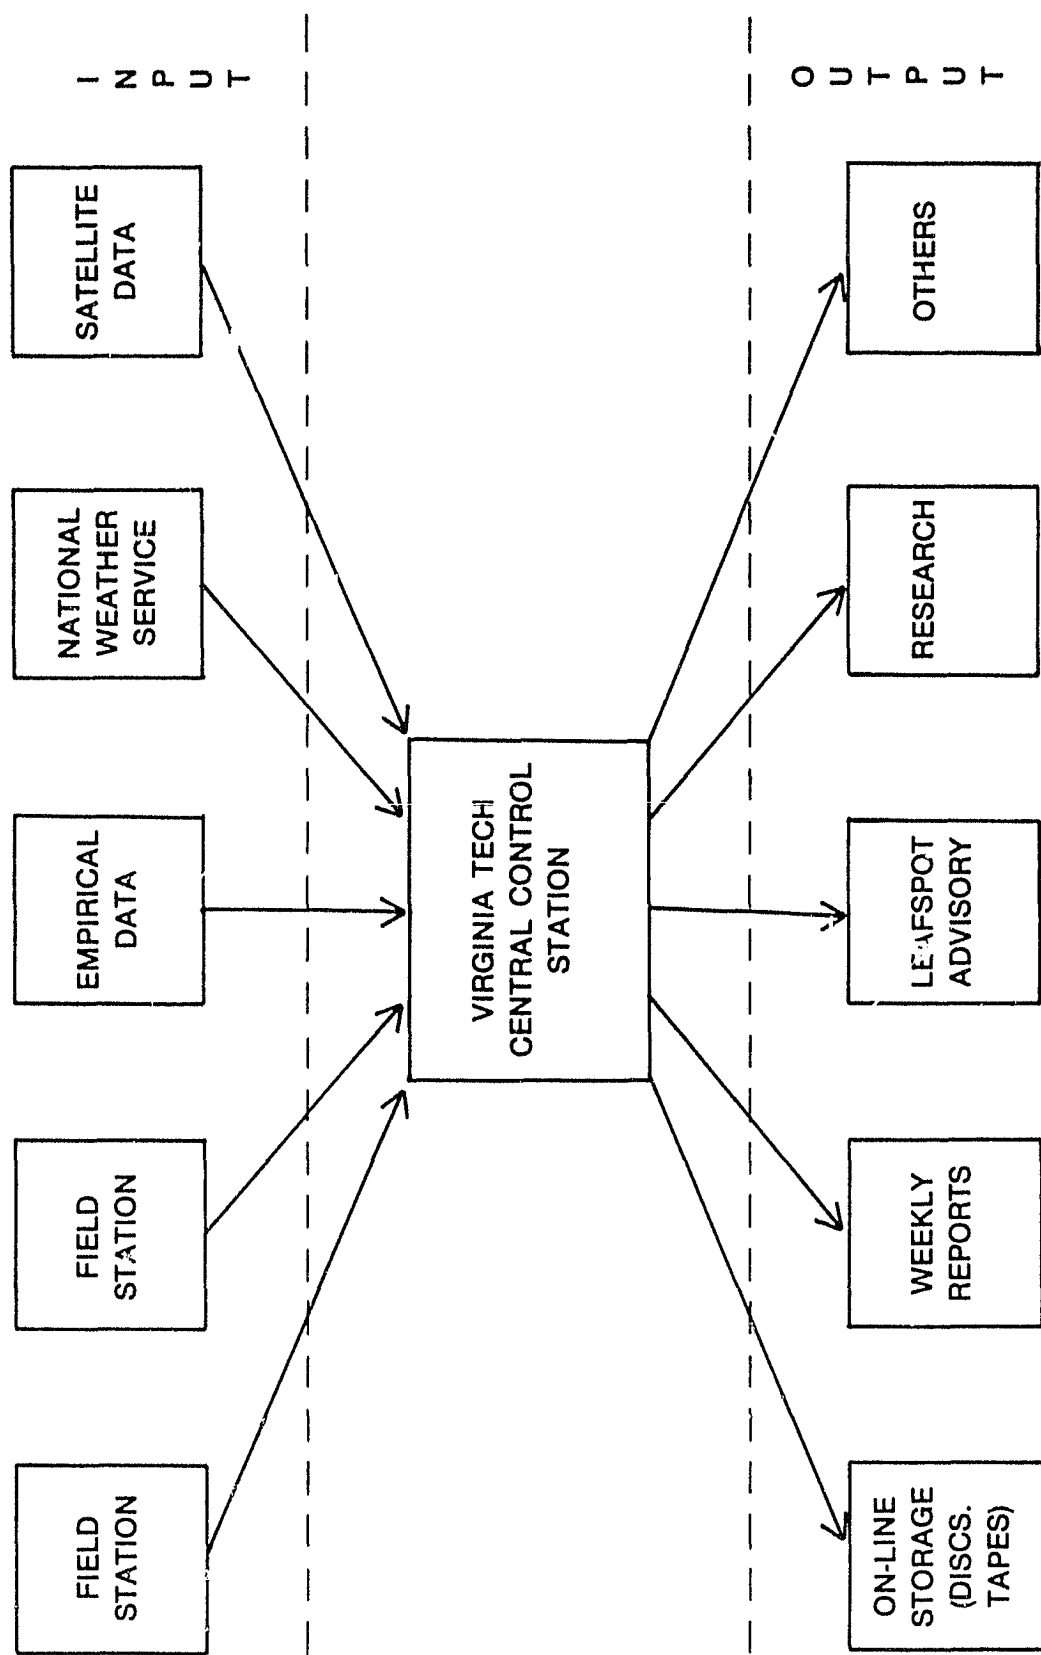 FIELD
STATION
FIELD
STATION
EMPIRICAL
DATA
NATIONAL
WEATHER
SERVICE
SATELLITE
DATA
INPUT
VIRGINIA TECH
CENTRAL CONTROL
STATION
ON-LINE
STORAGE
(DISCS.
TAPES)
WEEKLY
REPORTS
LEAFSPOT
ADVISORY
RESEARCH
OTHERS
OUTPUT